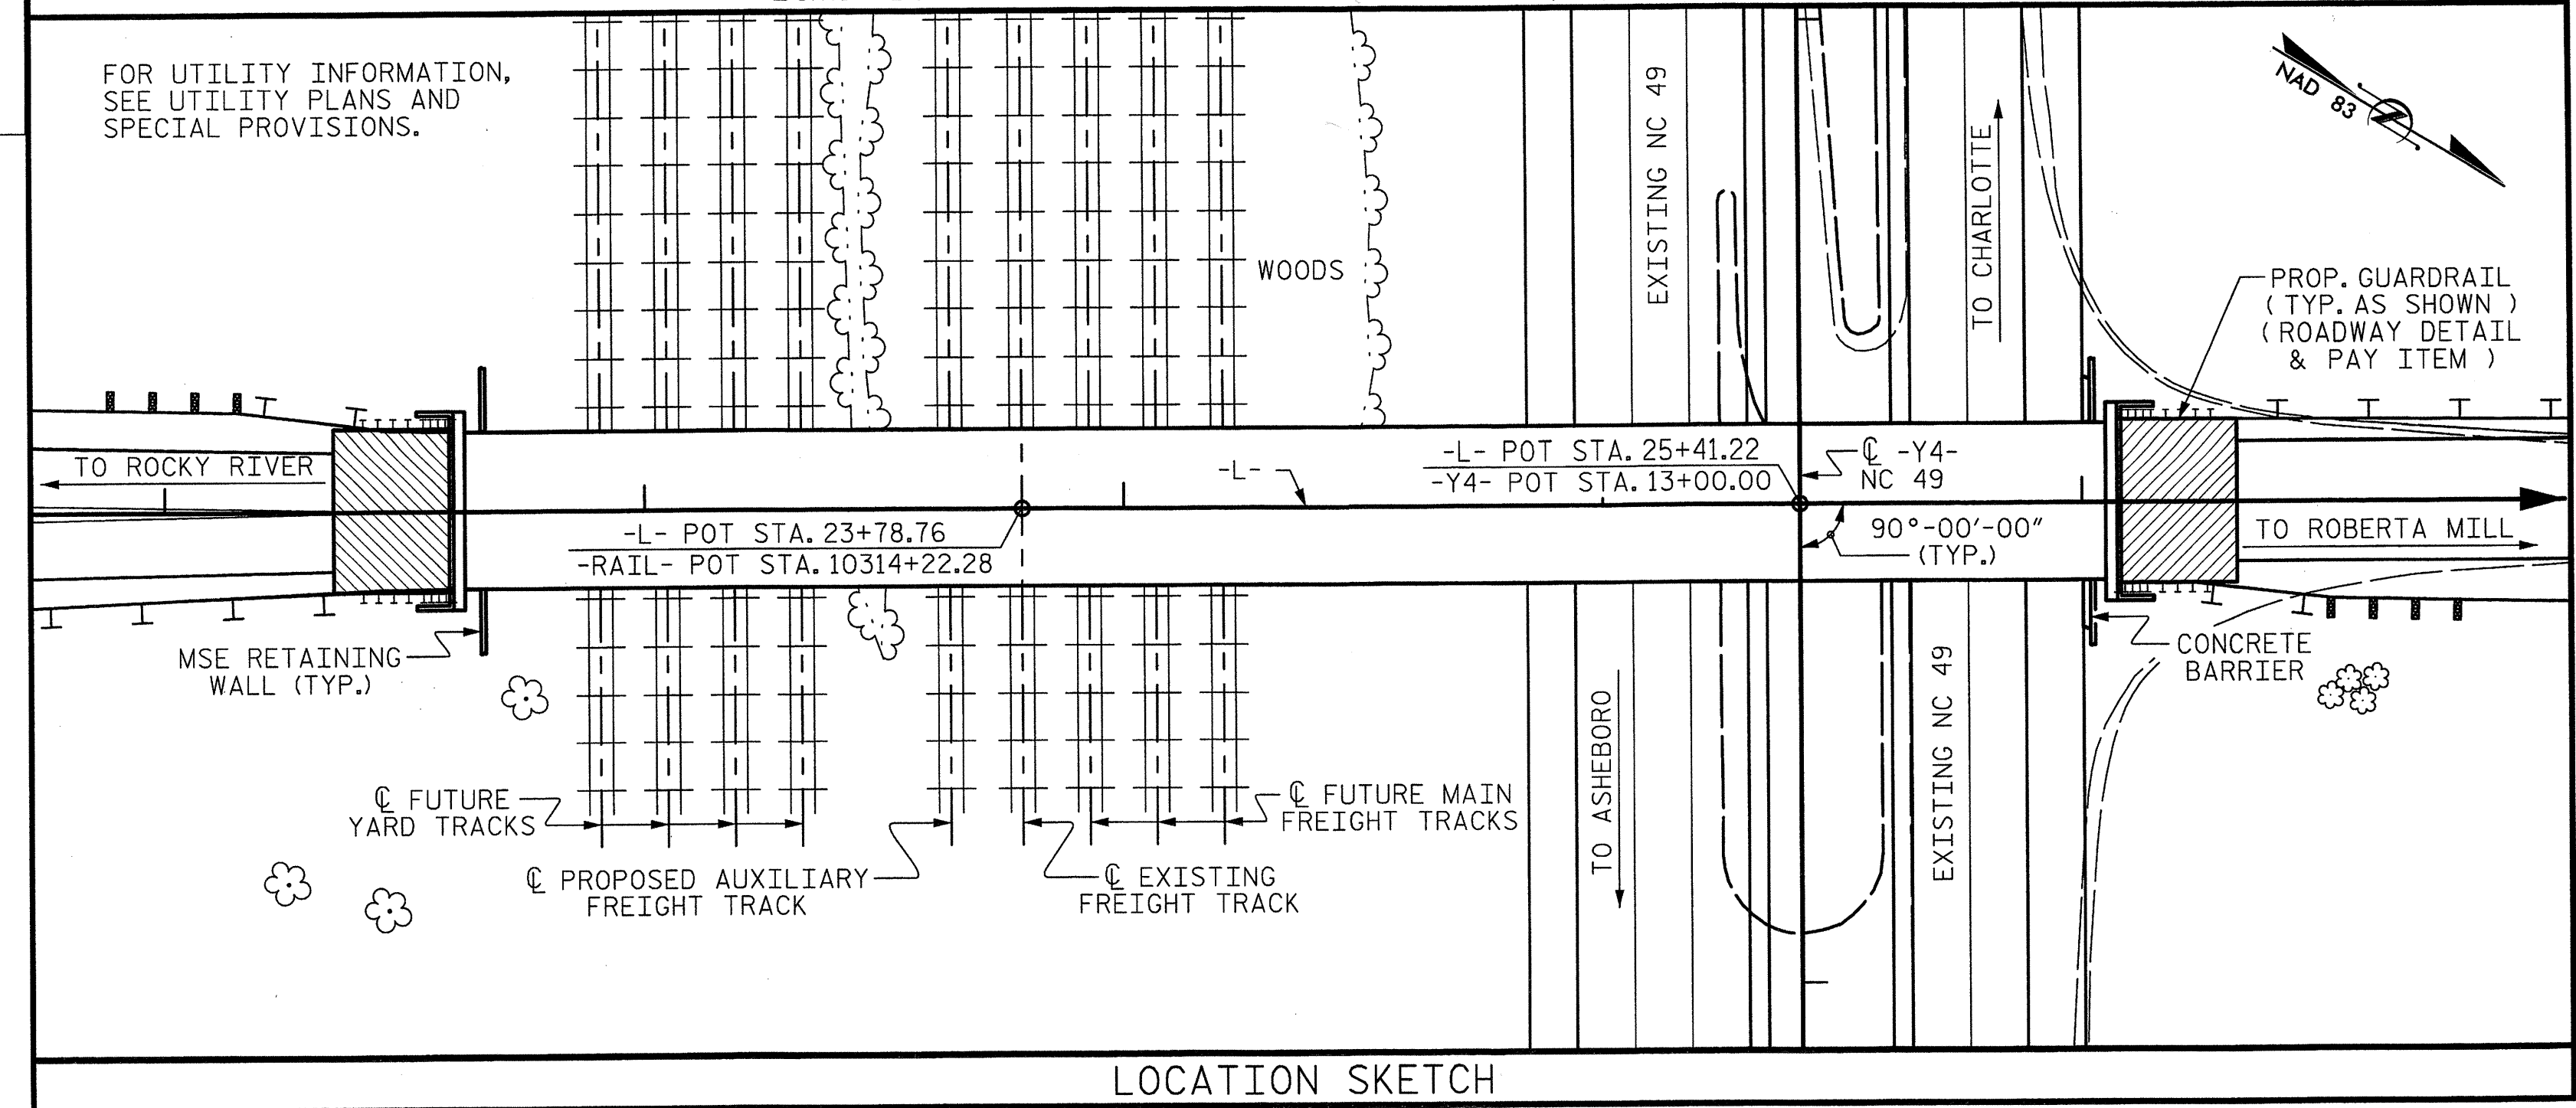 FOR UTILITY INFORMATION,
SEE UTILITY PLANS AND
SPECIAL PROVISIONS.
NAD 83
EXISTING NC 49
TO CHARLOTTE
WOODS
PROP. GUARDRAIL
( TYP. AS SHOWN )
( ROADWAY DETAIL
& PAY ITEM )
TO ROCKY RIVER
-L-
-L- POT STA. 25+41.22
-Y4- POT STA. 13+00.00
℄ -Y4-
NC 49
-L- POT STA. 23+78.76
-RAIL- POT STA. 10314+22.28
90°-00'-00"
(TYP.)
TO ROBERTA MILL
MSE RETAINING
WALL (TYP.)
CONCRETE
BARRIER
TO ASHEBORO
EXISTING NC 49
℄ FUTURE
YARD TRACKS
℄ FUTURE MAIN
FREIGHT TRACKS
℄ PROPOSED AUXILIARY
FREIGHT TRACK
℄ EXISTING
FREIGHT TRACK
LOCATION SKETCH